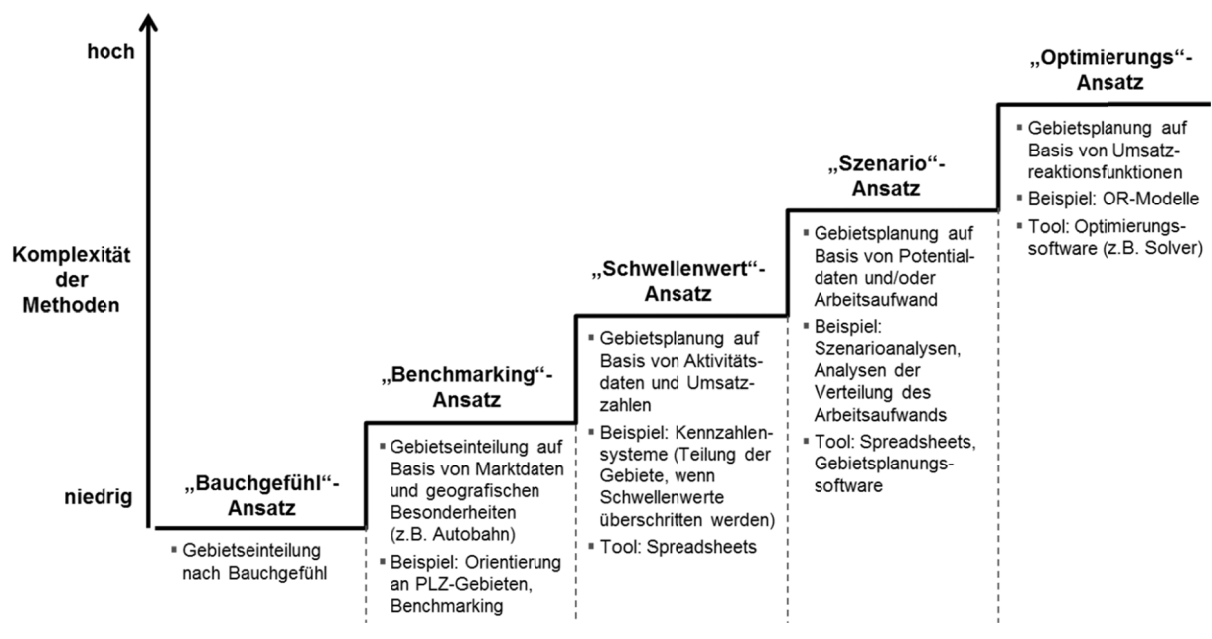 hoch
Komplexität
der
Methoden
niedrig
„Bauchgefühl“-
Ansatz
▪ Gebietseinteilung
nach Bauchgefühl
„Benchmarking“-
Ansatz
▪ Gebietseinteilung auf
Basis von Marktdaten
und geografischen
Besonderheiten
(z.B. Autobahn)
▪ Beispiel: Orientierung
an PLZ-Gebieten,
Benchmarking
„Schwellenwert“-
Ansatz
▪ Gebietsplanung auf
Basis von Aktivitäts-
daten und Umsatz-
zahlen
▪ Beispiel: Kennzahlen-
systeme (Teilung der
Gebiete, wenn
Schwellenwerte
überschritten werden)
▪ Tool: Spreadsheets
„Szenario“-
Ansatz
▪ Gebietsplanung auf
Basis von Potential-
daten und/oder
Arbeitsaufwand
▪ Beispiel:
Szenarioanalysen,
Analysen der
Verteilung des
Arbeitsaufwands
▪ Tool: Spreadsheets,
Gebietsplanungs-
software
„Optimierungs“-
Ansatz
▪ Gebietsplanung auf
Basis von Umsatz-
reaktionsfunktionen
▪ Beispiel: OR-Modelle
▪ Tool: Optimierungs-
software (z.B. Solver)